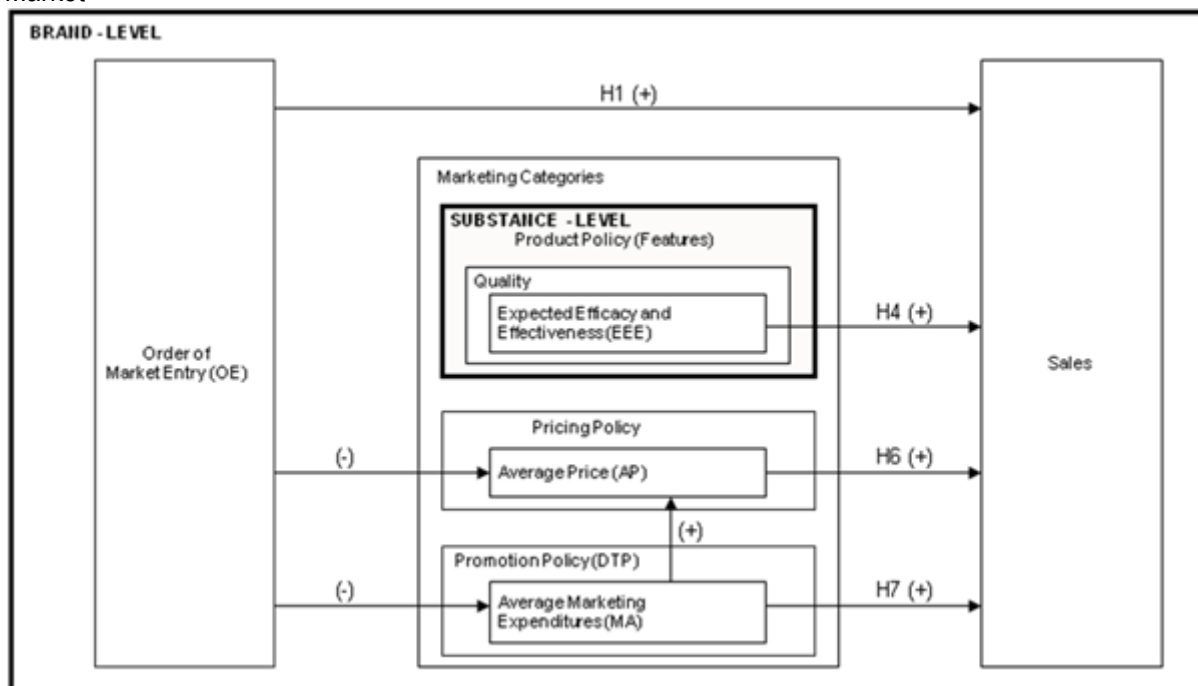 market
BRAND - LEVEL
H1 (+)
Marketing Categories
SUBSTANCE - LEVEL
Product Policy (Features)
Quality
Expected Efficacy and
Effectiveness (EEE)
H4 (+)
Order of
Market Entry (OE)
Sales
Pricing Policy
(-)
Average Price (AP)
H6 (+)
(+)
Promotion Policy (DTP)
(-)
Average Marketing
Expenditures (MA)
H7 (+)